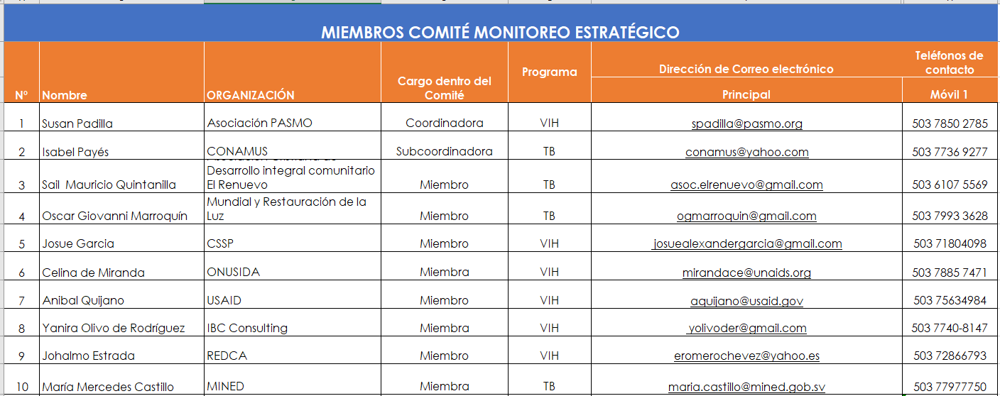 MIEMBROS COMITÉ MONITOREO ESTRATÉGICO
Nº Nombre ORGANIZACIÓN Cargo dentro del Comité Programa Dirección de Correo electrónico Teléfonos de contacto
Principal Móvil 1
1 Susan Padilla Asociación PASMO Coordinadora VIH spadilla@pasmo.org 503 7850 2785
2 Isabel Payés CONAMUS Subcoordinadora TB conamus@yahoo.com 503 7736 9277
Desarrollo integral comunitario
3 Sail Mauricio Quintanilla El Renuevo Miembro TB asoc.elrenuevo@gmail.com 503 6107 5569
Mundial y Restauración de la
4 Oscar Giovanni Marroquín Luz Miembro TB ogmarroquin@gmail.com 503 7993 3628
5 Josue Garcia CSSP Miembro VIH josuealexandergarcia@gmail.com 503 71804098
6 Celina de Miranda ONUSIDA Miembra VIH mirandace@unaids.org 503 7885 7471
7 Anibal Quijano USAID Miembro VIH aquijano@usaid.gov 503 75634984
8 Yanira Olivo de Rodríguez IBC Consulting Miembra VIH yolivoder@gmail.com 503 7740-8147
9 Johalmo Estrada REDCA Miembro VIH eromerochevez@yahoo.es 503 72866793
10 María Mercedes Castillo MINED Miembra TB maria.castillo@mined.gob.sv 503 77977750